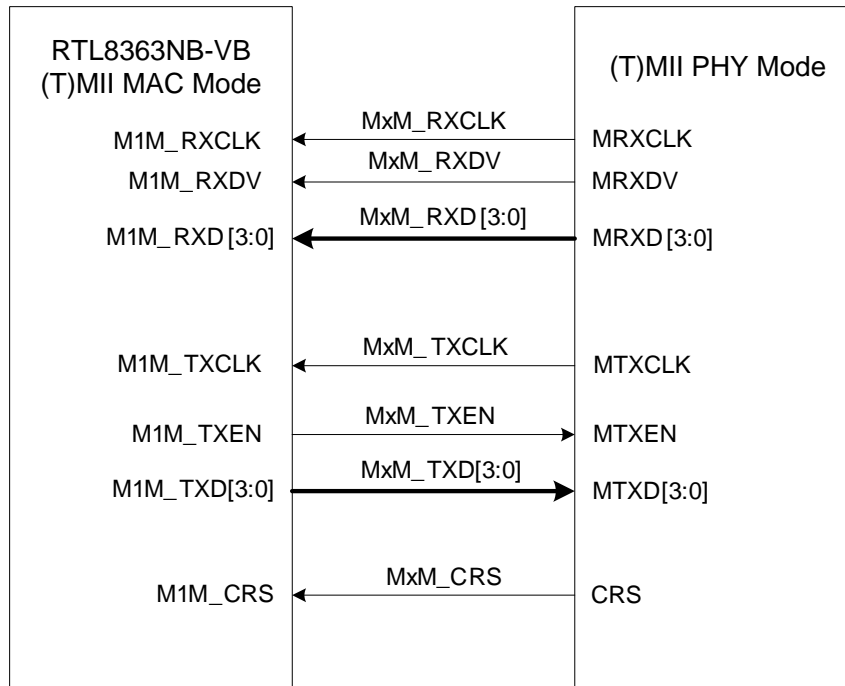 RTL8363NB-VB
(T)MII MAC Mode
(T)MII PHY Mode
M1M_RXCLK MxM_RXCLK MRXCLK
M1M_RXDV MxM_RXDV MRXDV
M1M_RXD[3:0] MxM_RXD[3:0] MRXD[3:0]
M1M_TXCLK MxM_TXCLK MTXCLK
M1M_TXEN MxM_TXEN MTXEN
M1M_TXD[3:0] MxM_TXD[3:0] MTXD[3:0]
M1M_CRS MxM_CRS CRS